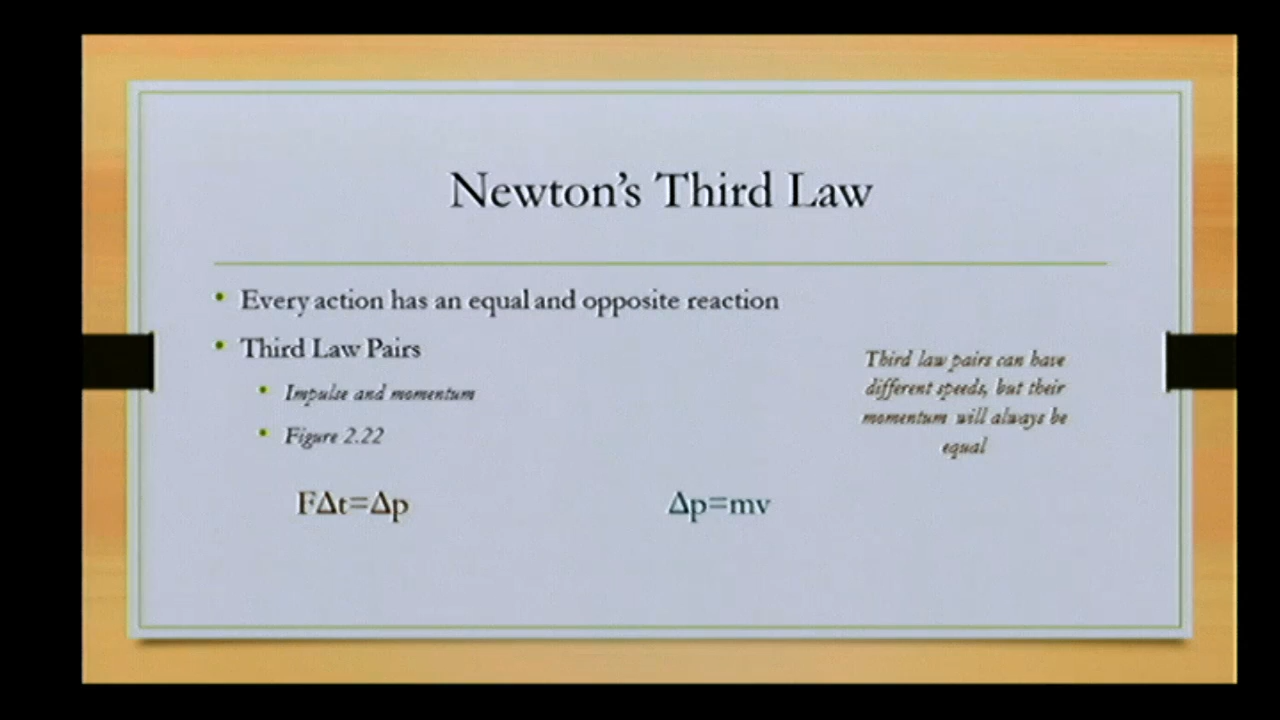 Newton's Third Law
• Every action has an equal and opposite reaction
• Third Law Pairs
• Impulse and momentum
• Figure 2.22
Third law pairs can have
different speeds, but their
momentum will always be
equal
FΔt=Δp
Δp=mv